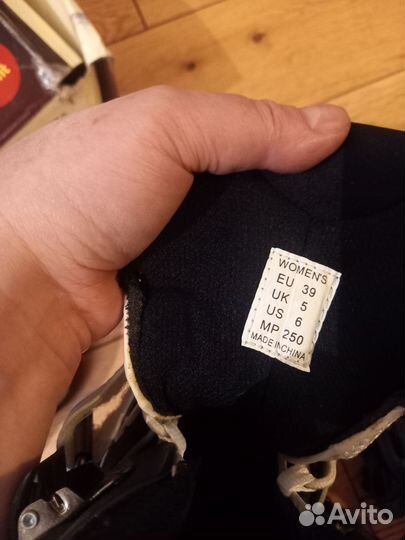 WOMEN'S
EU 39
UK 5
US 6
MP 250
MADE IN CHINA
Avito